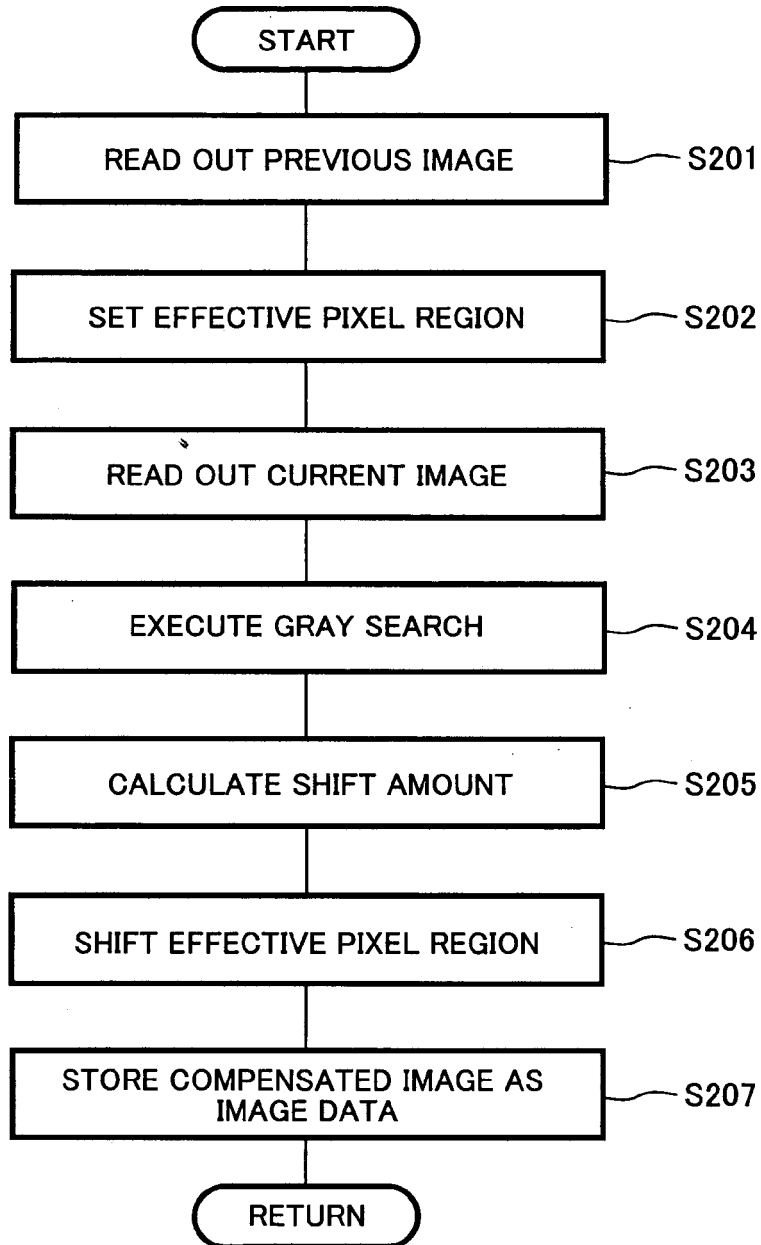 START
READ OUT PREVIOUS IMAGE
S201
SET EFFECTIVE PIXEL REGION
S202
READ OUT CURRENT IMAGE
S203
EXECUTE GRAY SEARCH
S204
CALCULATE SHIFT AMOUNT
S205
SHIFT EFFECTIVE PIXEL REGION
S206
STORE COMPENSATED IMAGE AS
IMAGE DATA
S207
RETURN